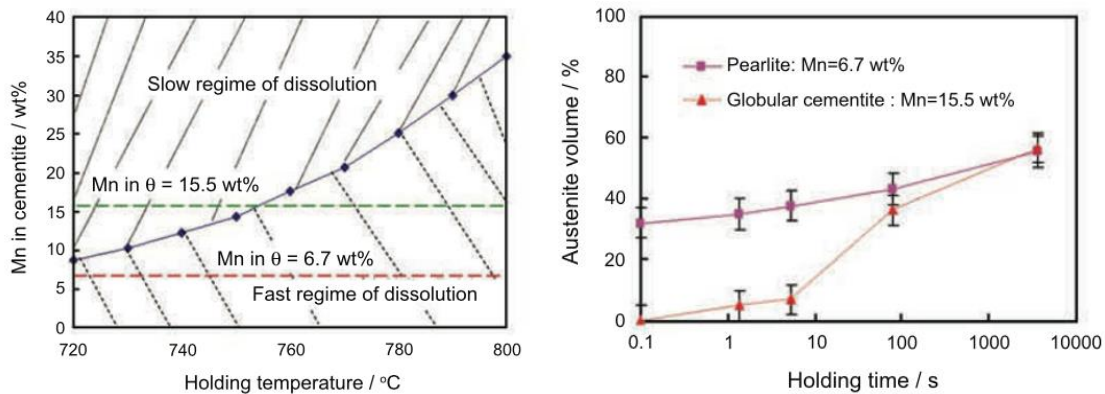 40
35
30
25
20
15
10
5
0
Mn in cementite / wt%
Slow regime of dissolution
Mn in θ = 15.5 wt%
Mn in θ = 6.7 wt%
Fast regime of dissolution
720 740 760 780 800
Holding temperature / °C
100
80
60
40
20
0
Austenite volume / %
Pearlite: Mn=6.7 wt%
Globular cementite : Mn=15.5 wt%
0.1 1 10 100 1000 10000
Holding time / s